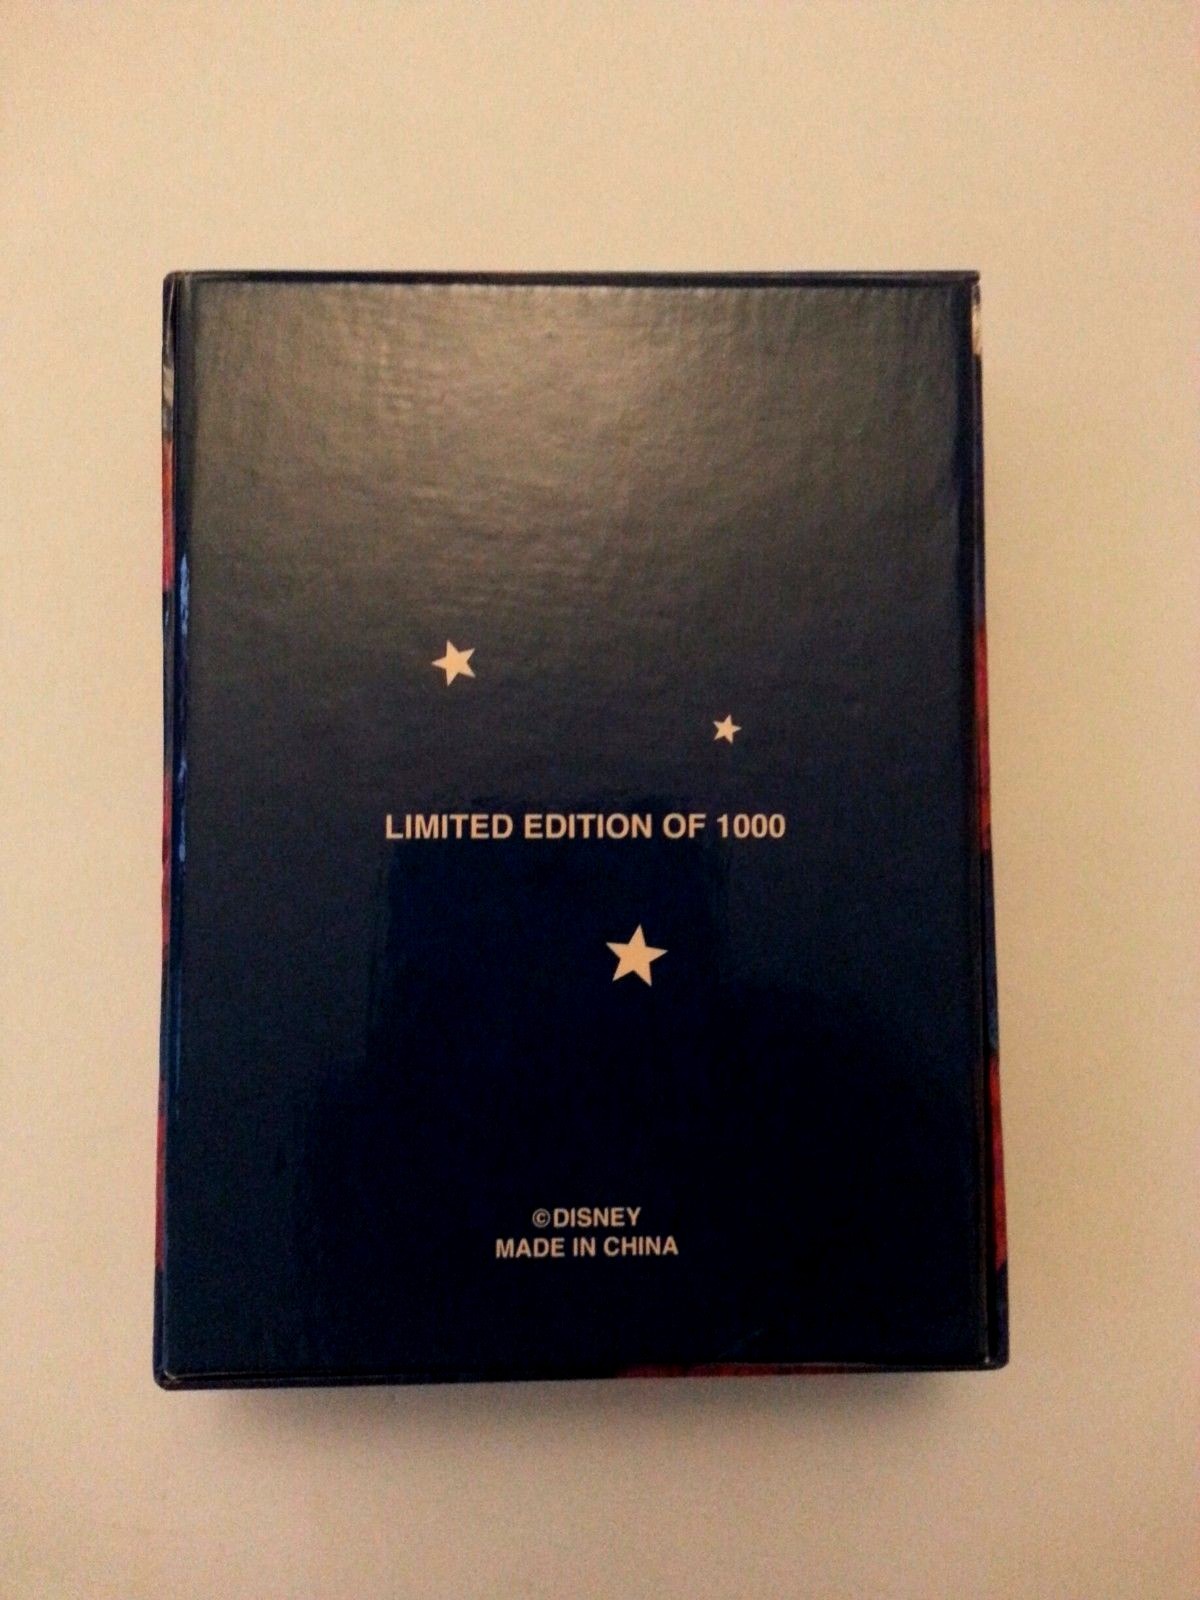 LIMITED EDITION OF 1000
©DISNEY
MADE IN CHINA